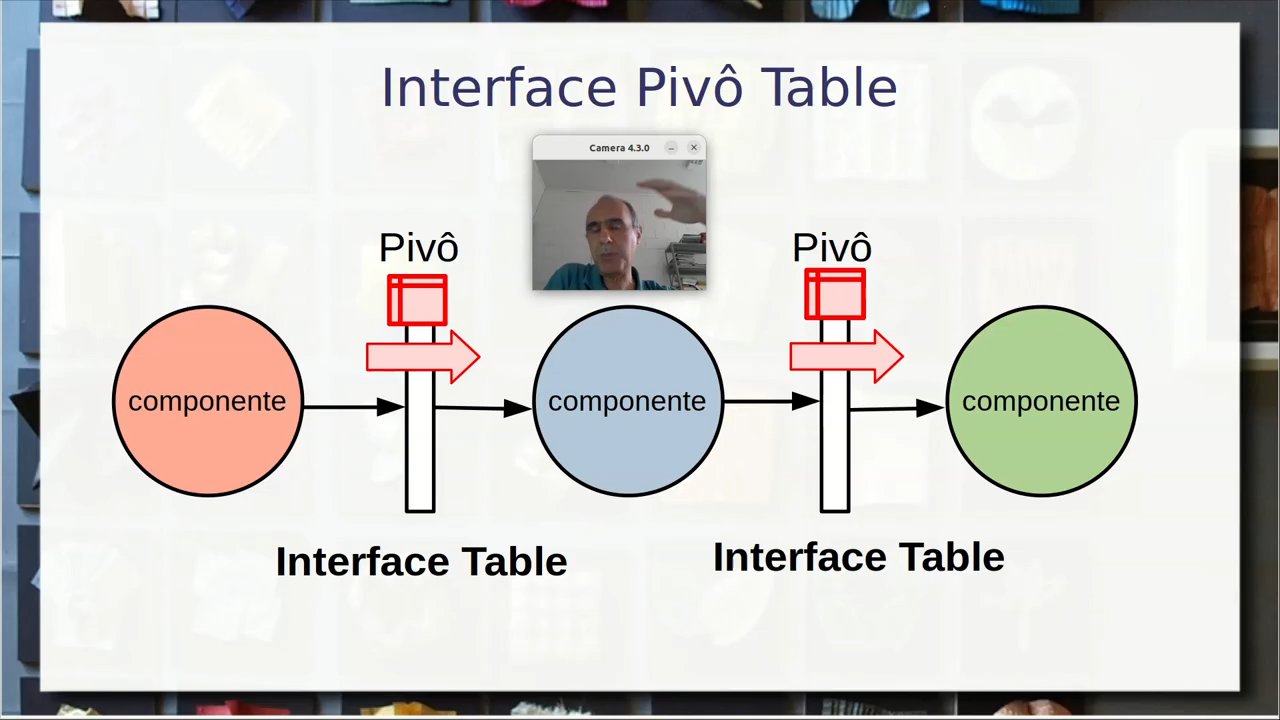 Interface Pivô Table
Camera 4.3.0
Pivô
Pivô
componente
componente
componente
Interface Table
Interface Table